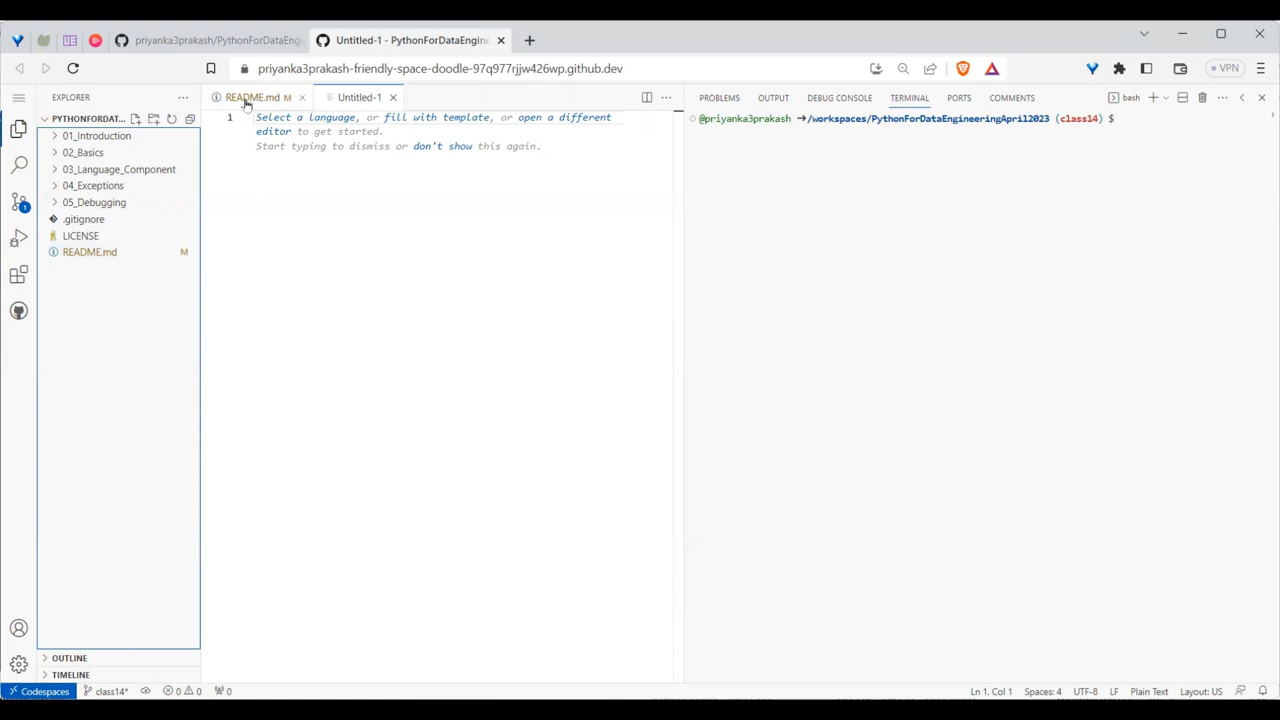 priyanka3prakash/PythonForDataEngi
Untitled-1 - PythonForDataEngine
priyanka3prakash-friendly-space-doodle-97q977rjjw426wp.github.dev
VPN
EXPLORER
README.md M
Untitled-1
PROBLEMS OUTPUT DEBUG CONSOLE TERMINAL PORTS COMMENTS
bash
PYTHONFORDAT...
1 Select a language, or fill with template, or open a different
editor to get started.
Start typing to dismiss or don't show this again.
@priyanka3prakash ➜/workspaces/PythonForDataEngineeringApril2023 (class14) $
01_Introduction
02_Basics
03_Language_Component
04_Exceptions
05_Debugging
.gitignore
LICENSE
README.md M
1
OUTLINE
TIMELINE
Codespaces class14* 0 0 0 Ln 1, Col 1 Spaces: 4 UTF-8 LF Plain Text Layout: US